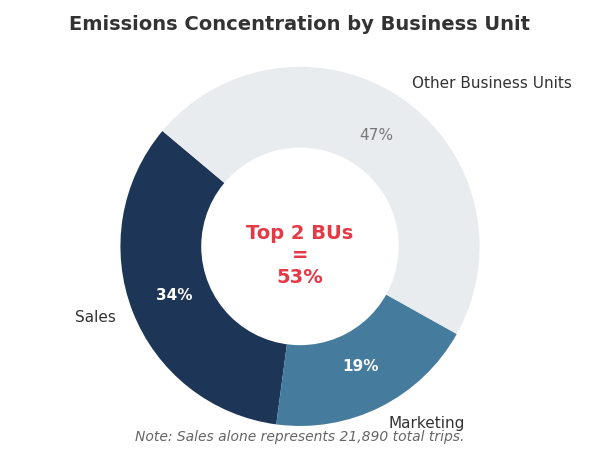 Emissions Concentration by Business Unit
Other Business Units
47%
Top 2 BUs
=
53%
34%
Sales
19%
Marketing
Note: Sales alone represents 21,890 total trips.